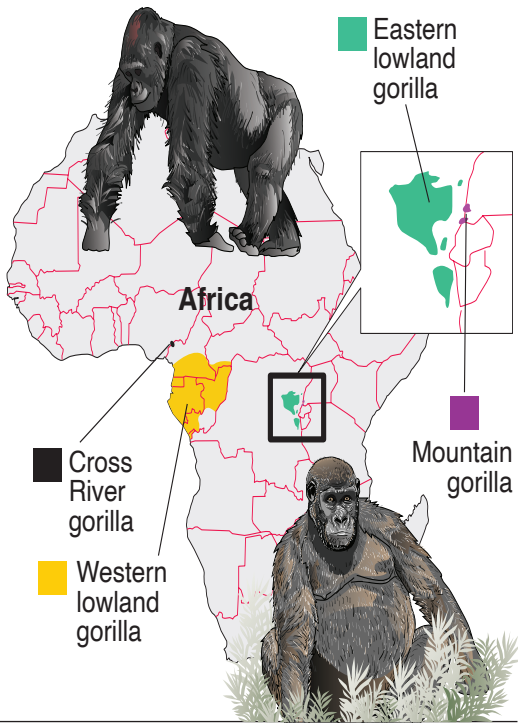 Eastern
lowland
gorilla
Africa
Mountain
gorilla
Cross
River
gorilla
Western
lowland
gorilla